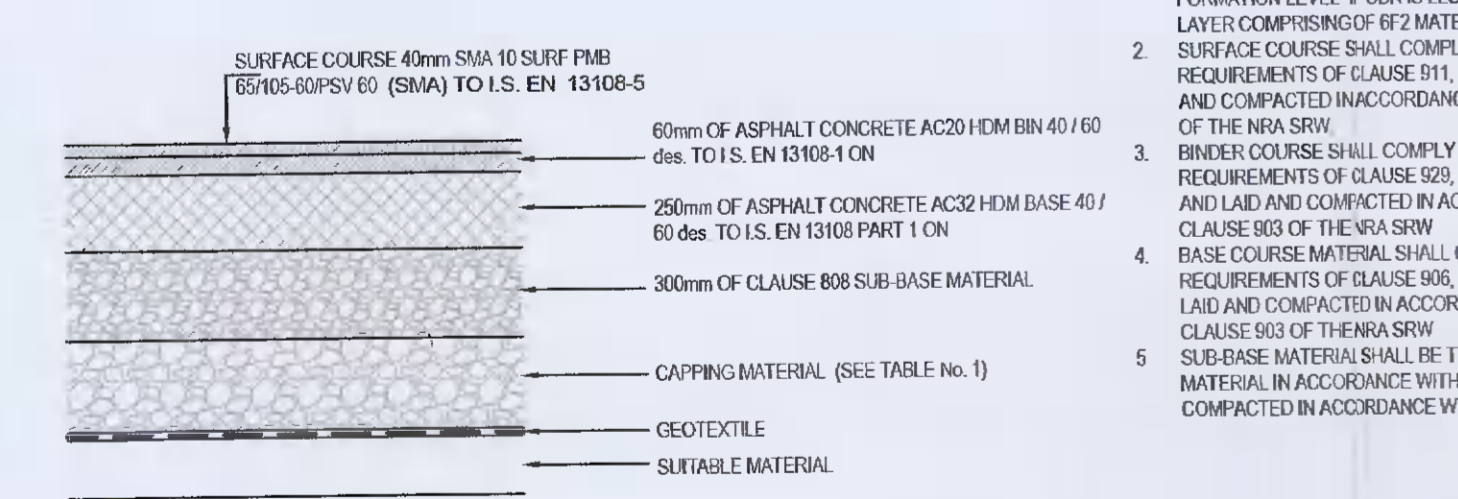 SURFACE COURSE 40mm SMA 10 SURF PMB
65/105-60/PSV 60 (SMA) TO I.S. EN 13108-5
60mm OF ASPHALT CONCRETE AC20 HDM BIN 40 / 60
des. TO I S. EN 13108-1 ON
250mm OF ASPHALT CONCRETE AC32 HDM BASE 40 /
60 des TO I.S. EN 13108 PART 1 ON
300mm OF CLAUSE 808 SUB-BASE MATERIAL
CAPPING MATERIAL (SEE TABLE No. 1)
GEOTEXTILE
SUITABLE MATERIAL
FORMATION LEVEL IF CBR IS
LAYER COMPRISING OF 6F2
2. SURFACE COURSE SHALL
REQUIREMENTS OF CLAUSE 911,
AND COMPACTED IN
OF THE NRA SRW
3. BINDER COURSE SHALL COMPLY
REQUIREMENTS OF CLAUSE 929,
AND LAID AND COMPACTED IN
CLAUSE 903 OF THE NRA SRW
4. BASE COURSE MATERIAL SHALL
REQUIREMENTS OF CLAUSE 906,
LAID AND COMPACTED IN
CLAUSE 903 OF THE NRA SRW
5 SUB-BASE MATERIAL SHALL BE
MATERIAL IN ACCORDANCE WITH
COMPACTED IN ACCORDANCE